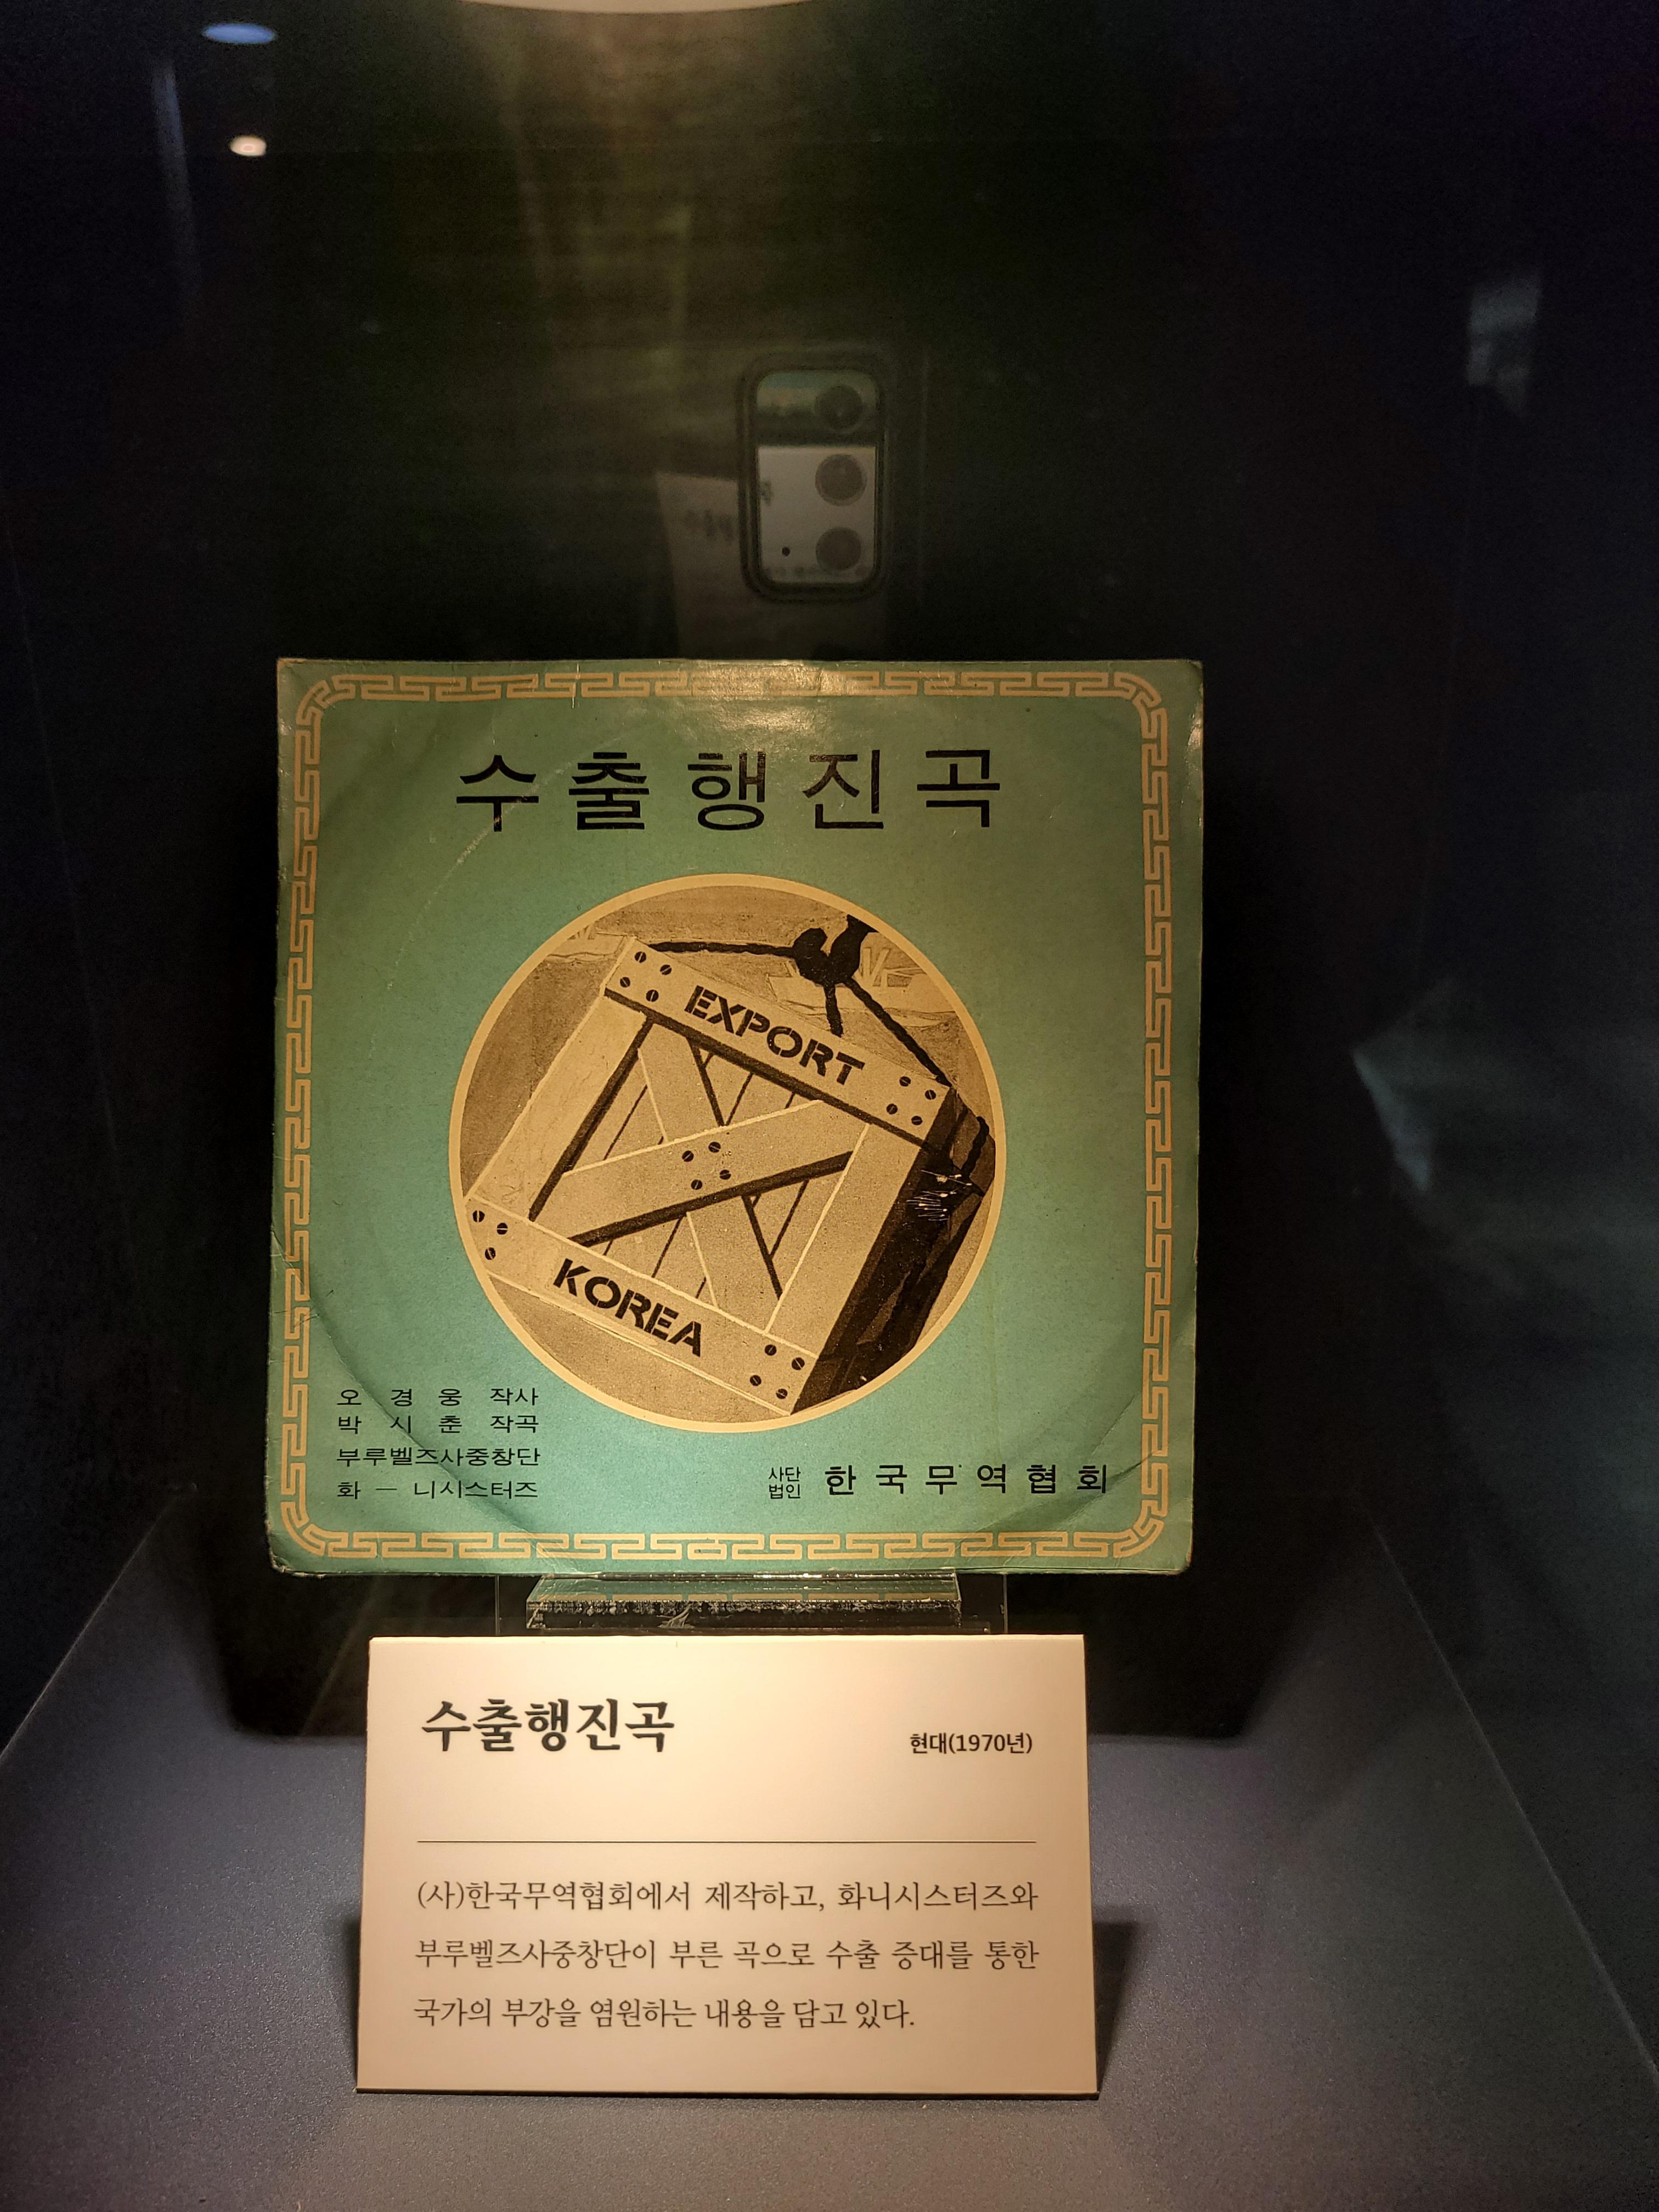 수출행진곡
EXPORT
KOREA
오 경 웅 작사
박 시 춘 작곡
부루벨즈사중창단
화 — 니시스터즈
사단
법인 한국무역협회
수출행진곡
현대(1970년)
(사)한국무역협회에서 제작하고, 화니시스터즈와
부루벨즈사중창단이 부른 곡으로 수출 증대를 통한
국가의 부강을 염원하는 내용을 담고 있다.